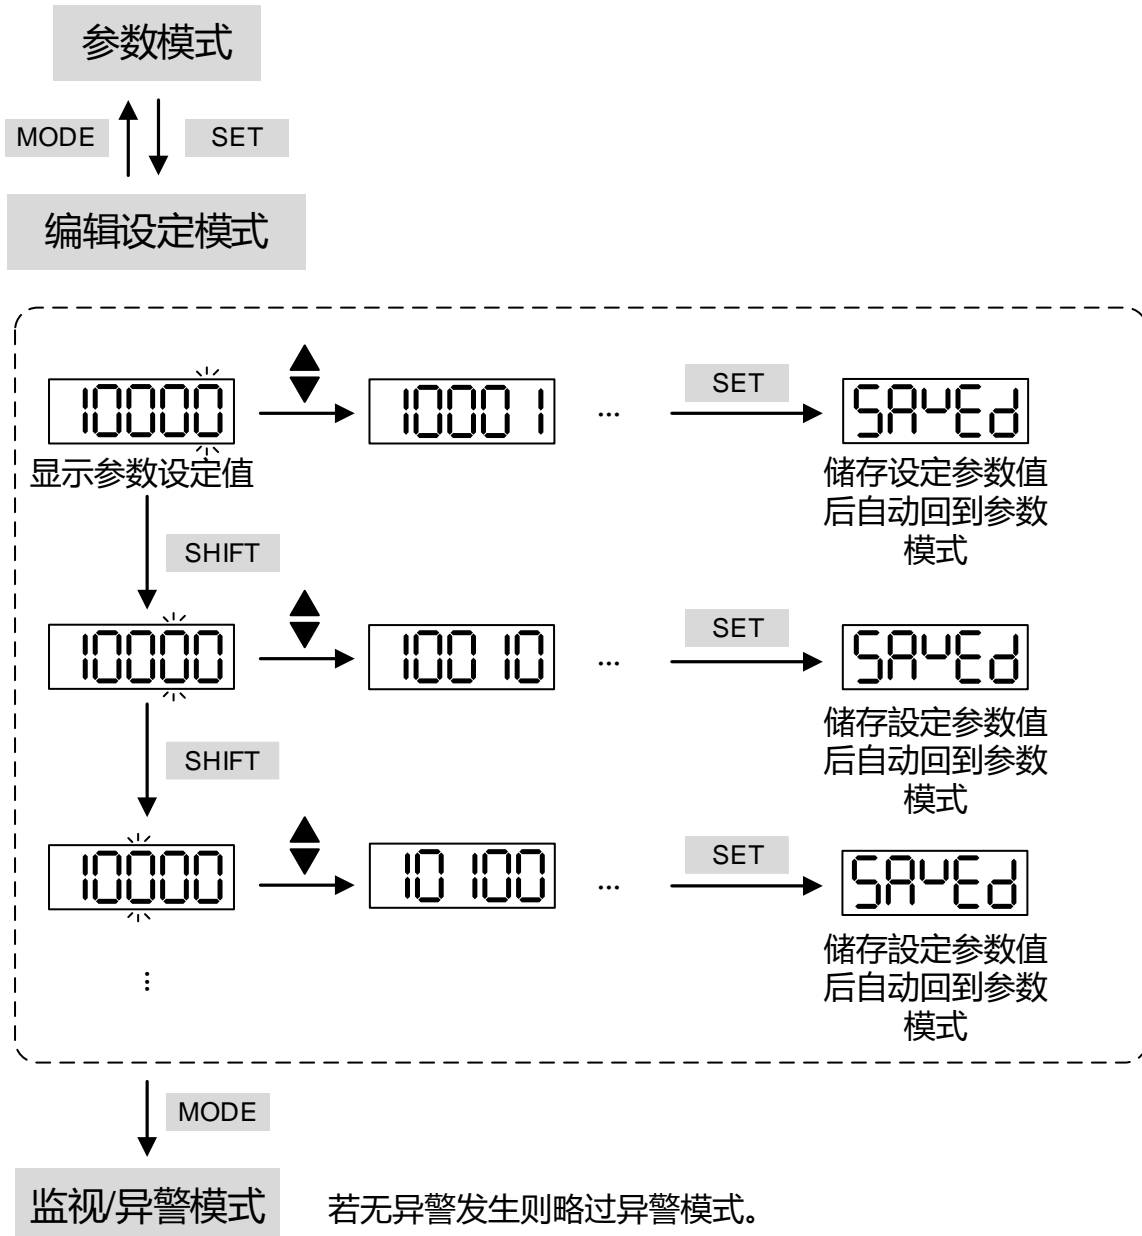 参数模式
MODE
SET
编辑设定模式
10000
10001
...
SET
SAvEd
显示参数设定值
储存设定参数值
后自动回到参数
模式
SHIFT
10000
10010
...
SET
SAvEd
储存設定参数值
后自动回到参数
模式
SHIFT
10000
10100
...
SET
SAvEd
储存設定参数值
后自动回到参数
模式
⋮
MODE
监视/异警模式
若无异警发生则略过异警模式。